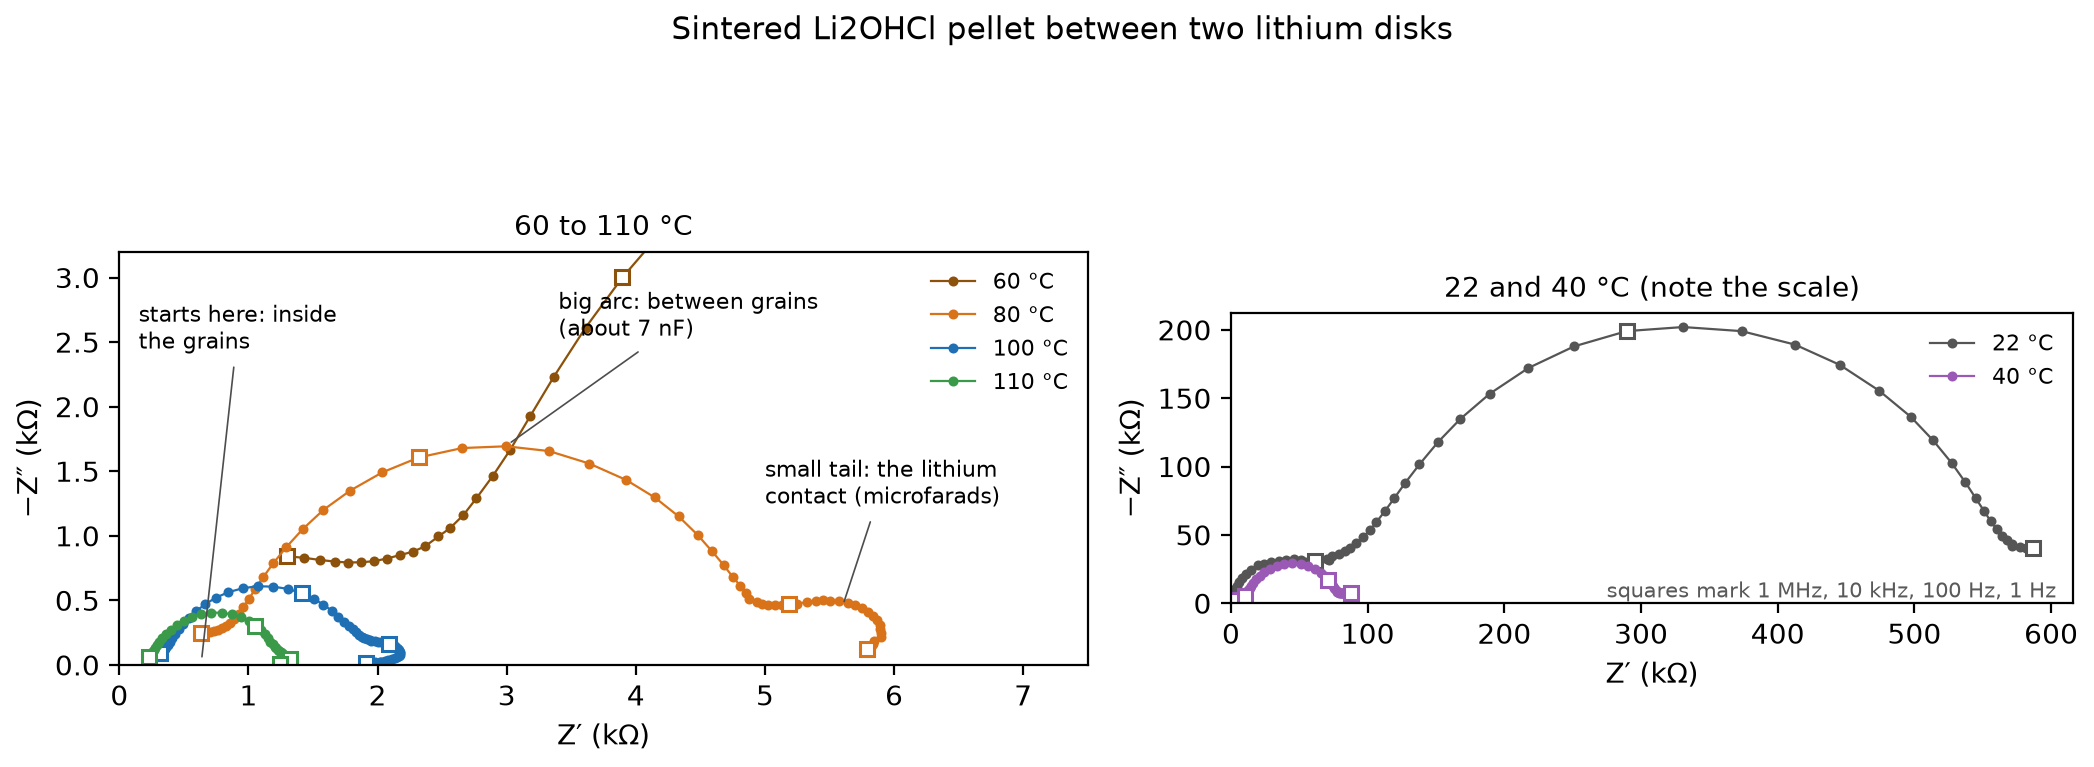 Sintered Li2OHCl pellet between two lithium disks
60 to 110 °C
3.0
2.5
2.0
1.5
1.0
0.5
0.0
−Z″ (kΩ)
starts here: inside
the grains
big arc: between grains
(about 7 nF)
small tail: the lithium
contact (microfarads)
60 °C
80 °C
100 °C
110 °C
0 1 2 3 4 5 6 7
Z′ (kΩ)
22 and 40 °C (note the scale)
200
150
100
50
0
−Z″ (kΩ)
22 °C
40 °C
squares mark 1 MHz, 10 kHz, 100 Hz, 1 Hz
0 100 200 300 400 500 600
Z′ (kΩ)